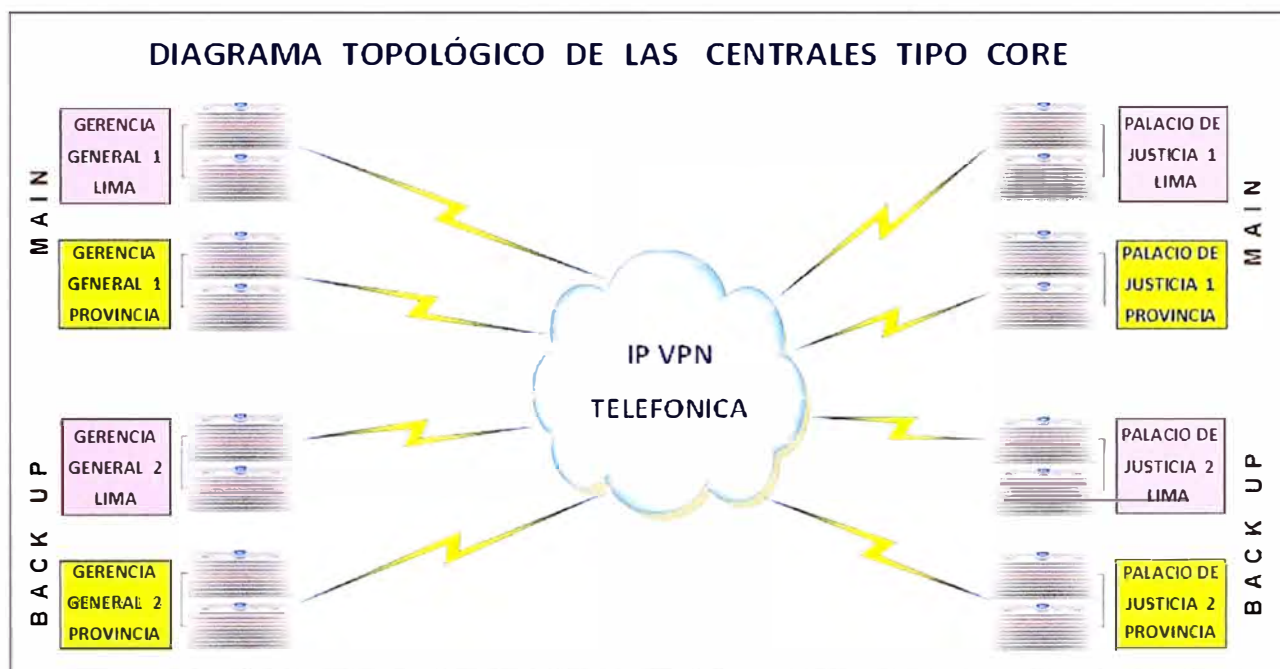 DIAGRAMA TOPOLÓGICO DE LAS CENTRALES TIPO CORE
MAIN
GERENCIA
GENERAL 1
LIMA
GERENCIA
GENERAL 1
PROVINCIA
BACK UP
GERENCIA
GENERAL 2
LIMA
GERENCIA
GENERAL 2
PROVINCIA
IP VPN
TELEFONICA
PALACIO DE
JUSTICIA 1
LIMA
PALACIO DE
JUSTICIA 1
PROVINCIA
MAIN
PALACIO DE
JUSTICIA 2
LIMA
PALACIO DE
JUSTICIA 2
PROVINCIA
BACK UP